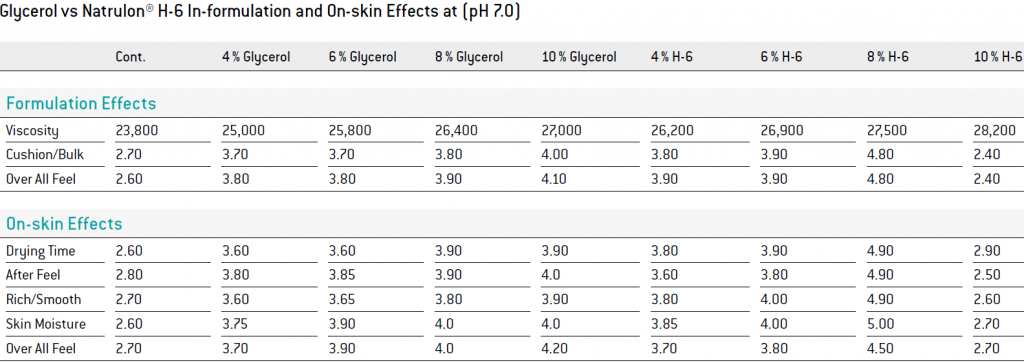 Glycerol vs Natrulon® H-6 In-formulation and On-skin Effects at (pH 7.0)
Cont. 4 % Glycerol 6 % Glycerol 8 % Glycerol 10 % Glycerol 4 % H-6 6 % H-6 8 % H-6 10 % H-6
Formulation Effects
Viscosity 23,800 25,000 25,800 26,400 27,000 26,200 26,900 27,500 28,200
Cushion/Bulk 2.70 3.70 3.70 3.80 4.00 3.80 3.90 4.80 2.40
Over All Feel 2.60 3.80 3.80 3.90 4.10 3.90 3.90 4.80 2.40
On-skin Effects
Drying Time 2.60 3.60 3.60 3.90 3.90 3.80 3.90 4.90 2.90
After Feel 2.80 3.80 3.85 3.90 4.0 3.60 3.80 4.90 2.50
Rich/Smooth 2.70 3.60 3.65 3.80 3.90 3.80 4.00 4.90 2.60
Skin Moisture 2.60 3.75 3.90 4.0 4.0 3.85 4.00 5.00 2.70
Over All Feel 2.70 3.70 3.90 4.0 4.20 3.70 3.80 4.50 2.70